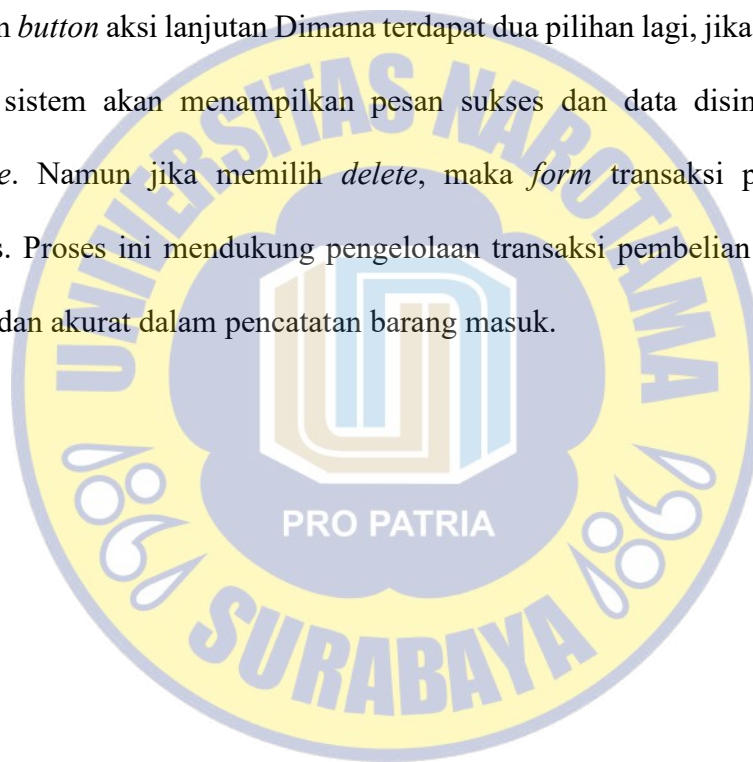 button aksi lanjutan Dimana terdapat dua pilihan lagi, jika
sistem akan menampilkan pesan sukses dan data
Namun jika memilih delete, maka form transaksi
Proses ini mendukung pengelolaan transaksi pembelian
dan akurat dalam pencatatan barang masuk.
UNIVERSITAS NAROTAMA
PRO PATRIA
SURABAYA